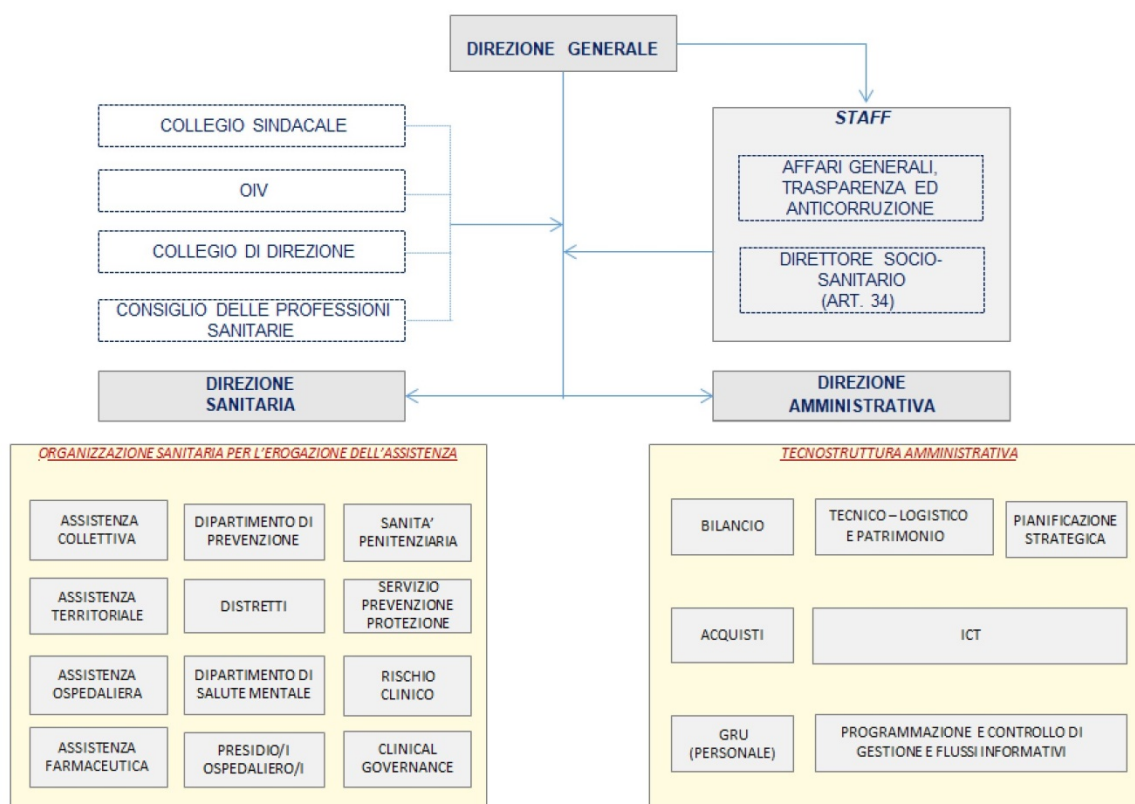 DIREZIONE GENERALE
COLLEGIO SINDACALE
OIV
COLLEGIO DI DIREZIONE
CONSIGLIO DELLE PROFESSIONI
SANITARIE
STAFF
AFFARI GENERALI,
TRASPARENZA ED
ANTICORRUZIONE
DIRETTORE SOCIO-
SANITARIO
(ART. 34)
DIREZIONE
SANITARIA
DIREZIONE
AMMINISTRATIVA
ORGANIZZAZIONE SANITARIA PER L'EROGAZIONE DELL'ASSISTENZA
ASSISTENZA
COLLETTIVA
DIPARTIMENTO DI
PREVENZIONE
SANITA'
PENITENZIARIA
ASSISTENZA
TERRITORIALE
DISTRETTI
SERVIZIO
PREVENZIONE
PROTEZIONE
ASSISTENZA
OSPEDALIERA
DIPARTIMENTO DI
SALUTE MENTALE
RISCHIO
CLINICO
ASSISTENZA
FARMACEUTICA
PRESIDIO/I
OSPEDALIERO/I
CLINICAL
GOVERNANCE
TECNOSTRUTTURA AMMINISTRATIVA
BILANCIO
TECNICO – LOGISTICO
E PATRIMONIO
PIANIFICAZIONE
STRATEGICA
ACQUISTI
ICT
GRU
(PERSONALE)
PROGRAMMAZIONE E CONTROLLO DI
GESTIONE E FLUSSI INFORMATIVI